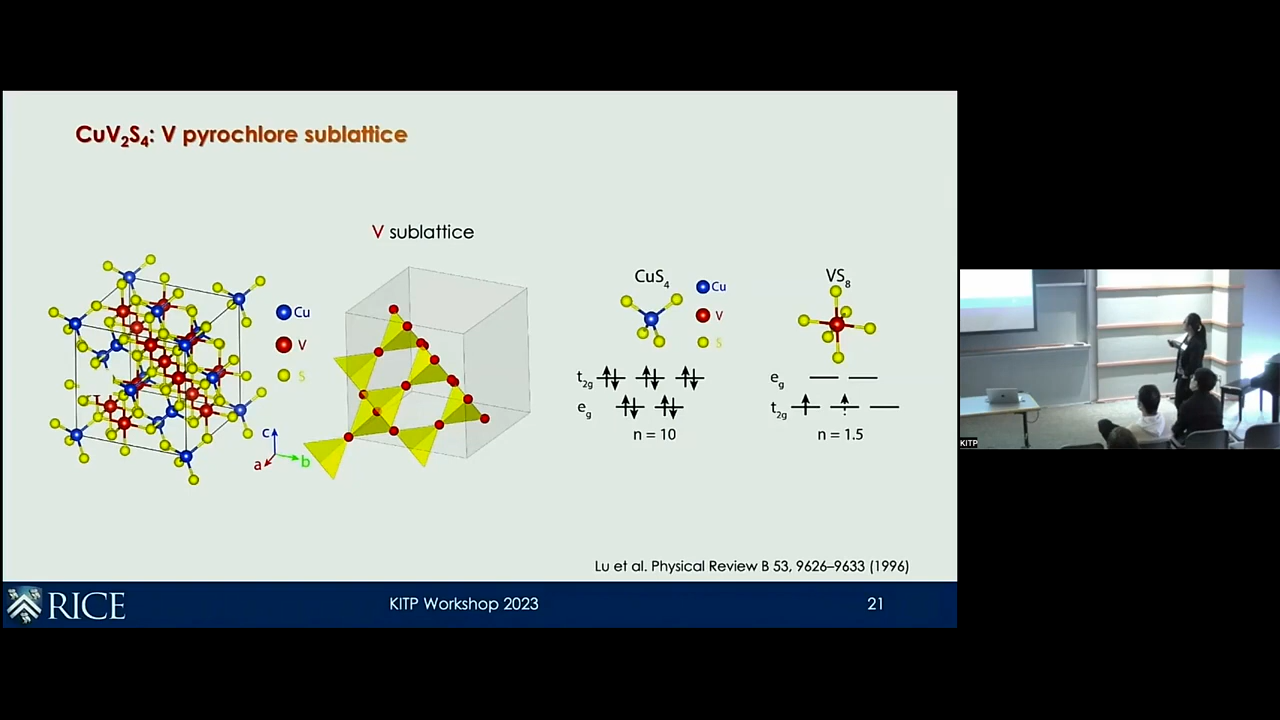 CuV₂S₄: V pyrochlore sublattice
V sublattice
Cu
V
S
c
a
b
CuS₄
Cu
V
S
VS₈
t₂g
eg
n = 10
eg
t₂g
n = 1.5
Lu et al. Physical Review B 53, 9626–9633 (1996)
RICE
KITP Workshop 2023
21
KITP